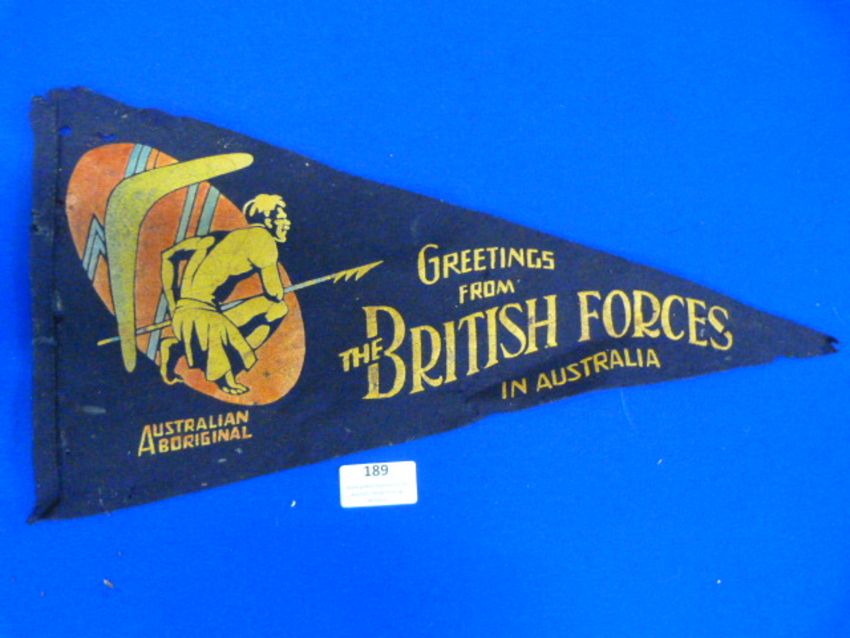 GREETINGS
FROM
THE BRITISH FORCES
IN AUSTRALIA
AUSTRALIAN
ABORIGINAL
189